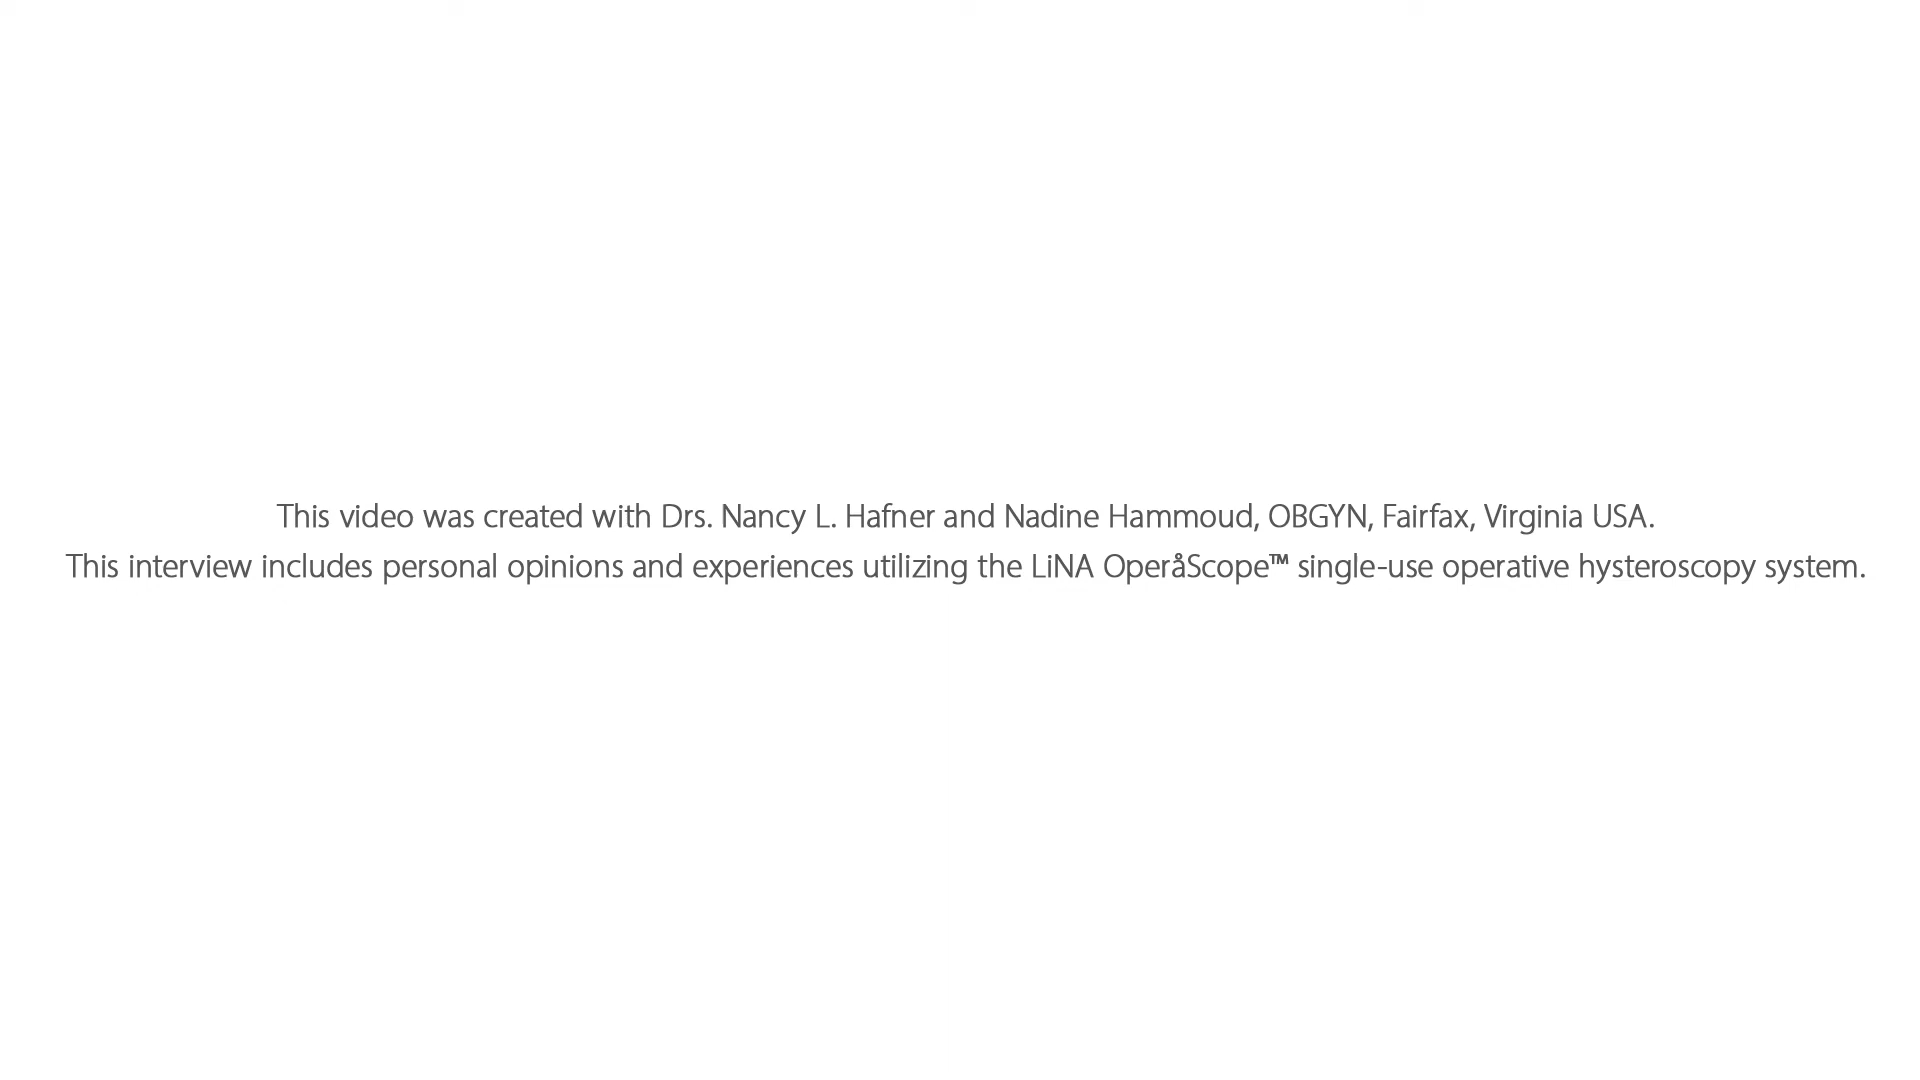 This video was created with Drs. Nancy L. Hafner and Nadine Hammoud, OBGYN, Fairfax, Virginia USA.
This interview includes personal opinions and experiences utilizing the LiNA OperåScope™ single-use operative hysteroscopy system.